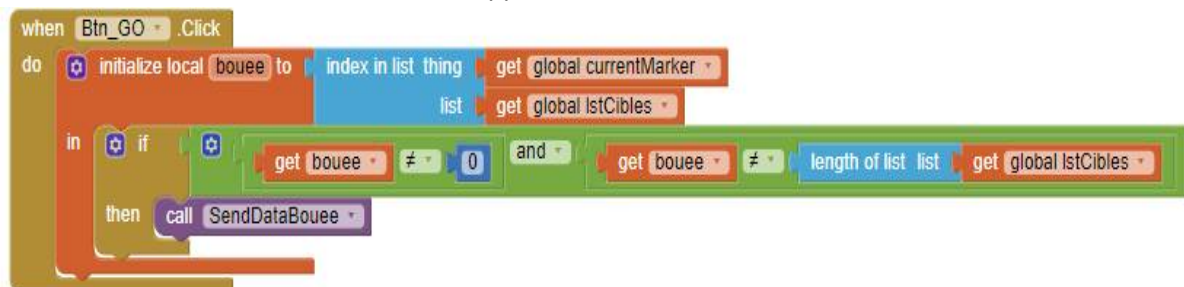 when Btn_GO .Click
do initialize local bouee to index in list thing get global currentMarker
list get global lstCibles
in if get bouee ≠ 0 and get bouee ≠ length of list list get global lstCibles
then call SendDataBouee